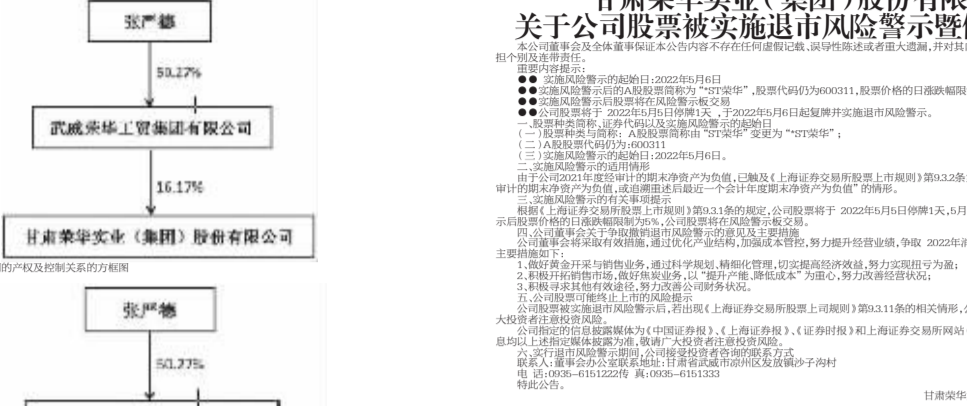 张严德
50.27%
武威荣华工贸集团有限公司
16.17%
甘肃荣华实业（集团）股份有限公司
的产权及控制关系的方框图
张严德
50.27%
甘肃荣华实业（集团）股份有限
关于公司股票被实施退市风险警示暨
本公司董事会及全体董事保证本公告内容不存在任何虚假记载、误导性陈述或者重大遗漏，并对其
担个别及连带责任。
重要内容提示：
●● 实施风险警示的起始日：2022年5月6日
●●实施风险警示后的A股股票简称为“*ST荣华”，股票代码仍为600311，股票价格的日涨跌幅限
●●实施风险警示后股票将在风险警示板交易
●●公司股票将于 2022年5月5日停牌1天 ，于2022年5月6日起复牌并实施退市风险警示。
一、股票种类简称、证券代码以及实施风险警示的起始日
（一）股票种类与简称：A股股票简称由“ST荣华”变更为“*ST荣华”；
（二）A股股票代码仍为：600311
（三）实施风险警示的起始日：2022年5月6日。
二、实施风险警示的适用情形
由于公司2021年度经审计的期末净资产为负值，已触及《上海证券交易所股票上市规则》第9.3.2条
审计的期末净资产为负值，或追溯重述后最近一个会计年度期末净资产为负值”的情形。
三、实施风险警示的有关事项提示
根据《上海证券交易所股票上市规则》第9.3.1条的规定，公司股票将于 2022年5月5日停牌1天，5月
示后股票价格的日涨跌幅限制为5%，公司股票将在风险警示板交易。
四、公司董事会关于争取撤销退市风险警示的意见及主要措施
公司董事会将采取有效措施，通过优化产业结构，加强成本管控，努力提升经营业绩，争取 2022年
主要措施如下：
1、做好黄金开采与销售业务，通过科学规划、精细化管理，切实提高经济效益，努力实现扭亏为盈；
2、积极开拓销售市场，做好焦炭业务，以“提升产能、降低成本”为重心，努力改善经营状况；
3、积极寻求其他有效途径，努力改善公司财务状况。
五、公司股票可能终止上市的风险提示
公司股票被实施退市风险警示后，若出现《上海证券交易所股票上司规则》第9.3.11条的相关情形，
大投资者注意投资风险。
公司指定的信息披露媒体为《中国证券报》、《上海证券报》、《证券时报》和上海证券交易所网站
息均以上述指定媒体披露为准，敬请广大投资者注意投资风险。
六、实行退市风险警示期间，公司接受投资者咨询的联系方式
联系人：董事会办公室联系地址：甘肃省武威市凉州区发放镇沙子沟村
电 话：0935-6151222传 真：0935-6151333
特此公告。
甘肃荣华